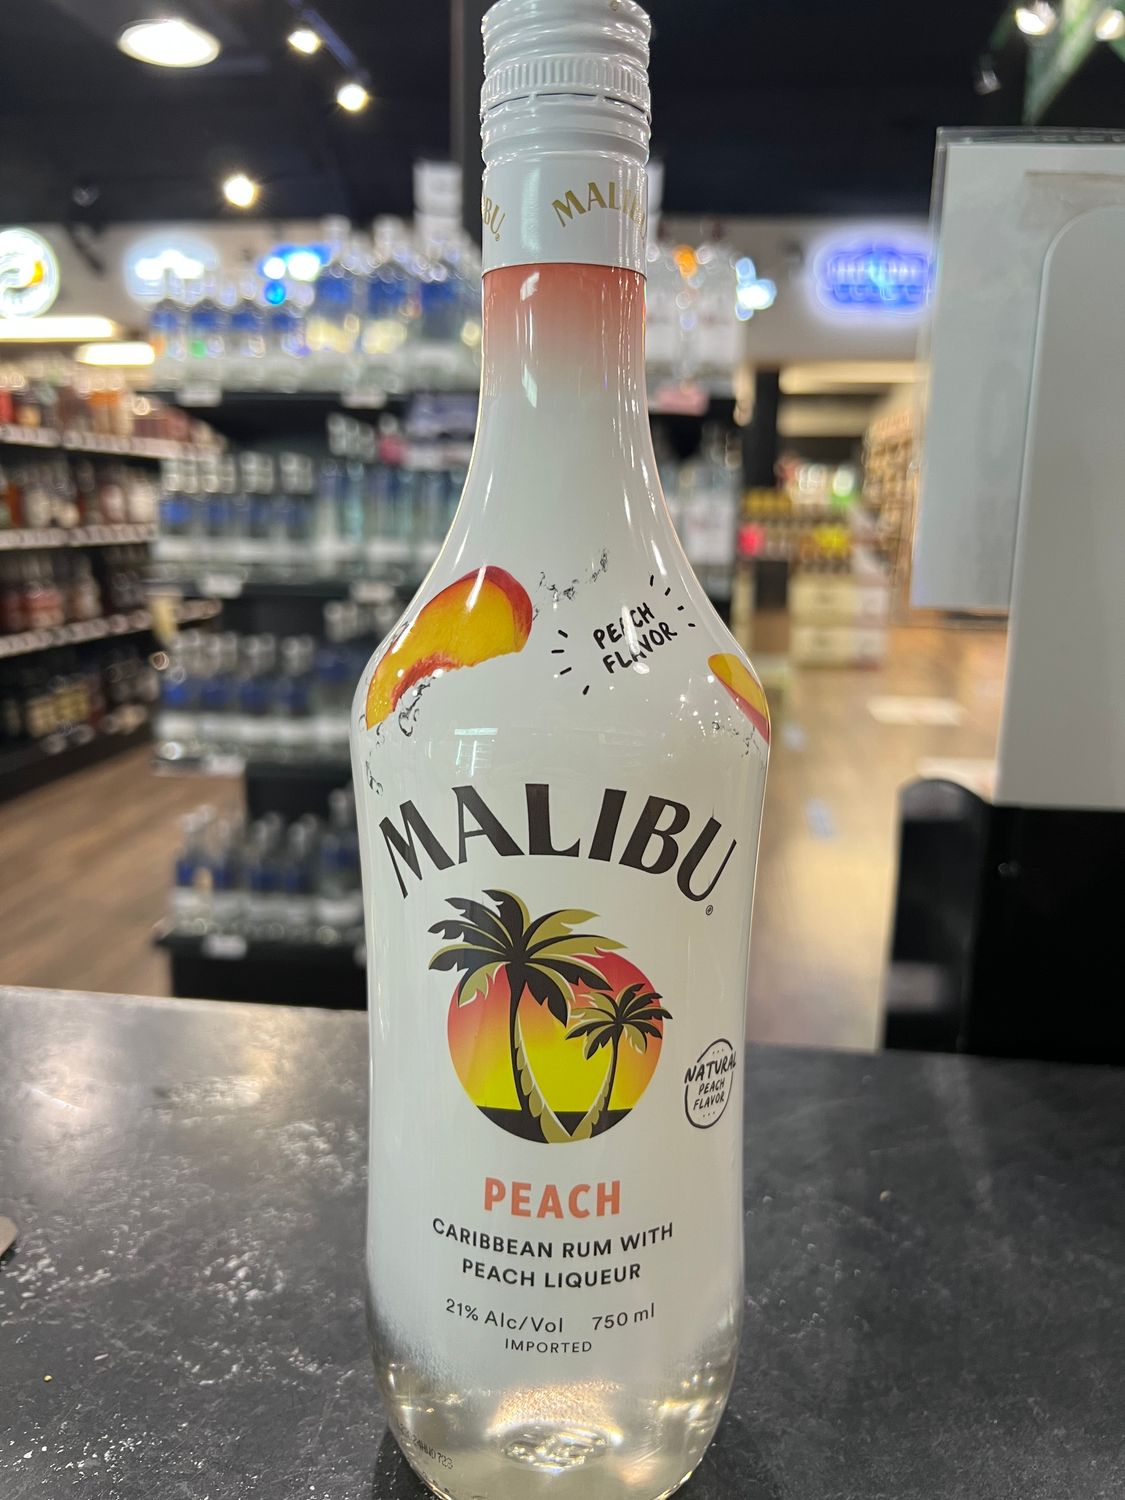 MALIBU
PEACH
FLAVOR
MALIBU
NATURAL
PEACH
FLAVOR
PEACH
CARIBBEAN RUM WITH
PEACH LIQUEUR
21% Alc/Vol 750 ml
IMPORTED